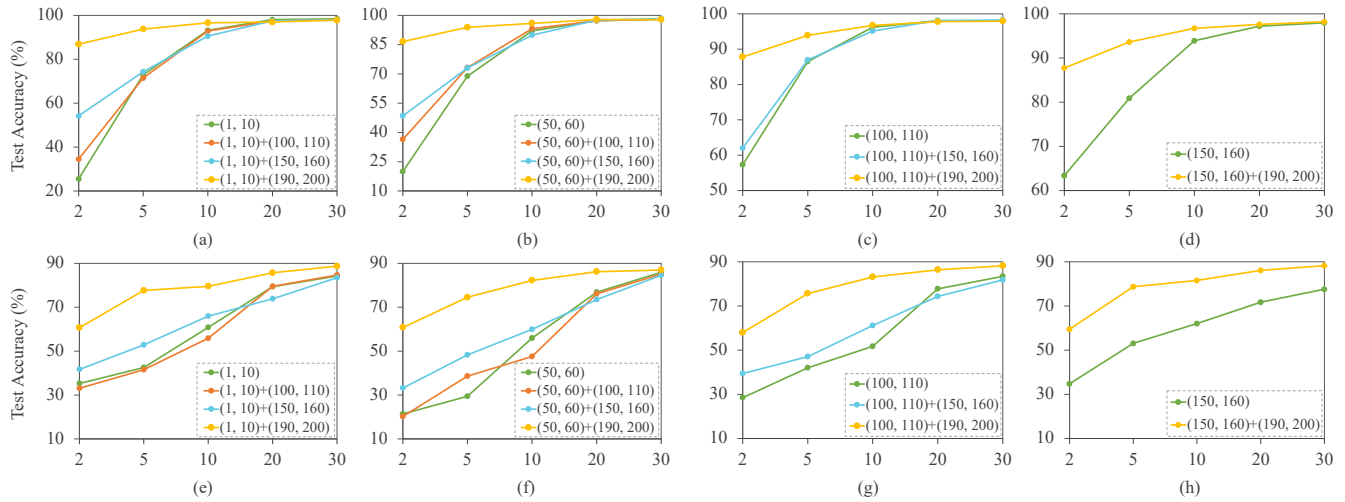 Test Accuracy (%)
100
80
60
40
20
(1, 10)
(1, 10)+(100, 110)
(1, 10)+(150, 160)
(1, 10)+(190, 200)
2 5 10 20 30
(a)
100
85
70
55
40
25
10
(50, 60)
(50, 60)+(100, 110)
(50, 60)+(150, 160)
(50, 60)+(190, 200)
2 5 10 20 30
(b)
100
90
80
70
60
50
(100, 110)
(100, 110)+(150, 160)
(100, 110)+(190, 200)
2 5 10 20 30
(c)
100
90
80
70
60
(150, 160)
(150, 160)+(190, 200)
2 5 10 20 30
(d)
Test Accuracy (%)
90
70
50
30
10
(1, 10)
(1, 10)+(100, 110)
(1, 10)+(150, 160)
(1, 10)+(190, 200)
2 5 10 20 30
(e)
90
70
50
30
10
(50, 60)
(50, 60)+(100, 110)
(50, 60)+(150, 160)
(50, 60)+(190, 200)
2 5 10 20 30
(f)
90
70
50
30
10
(100, 110)
(100, 110)+(150, 160)
(100, 110)+(190, 200)
2 5 10 20 30
(g)
90
70
50
30
10
(150, 160)
(150, 160)+(190, 200)
2 5 10 20 30
(h)